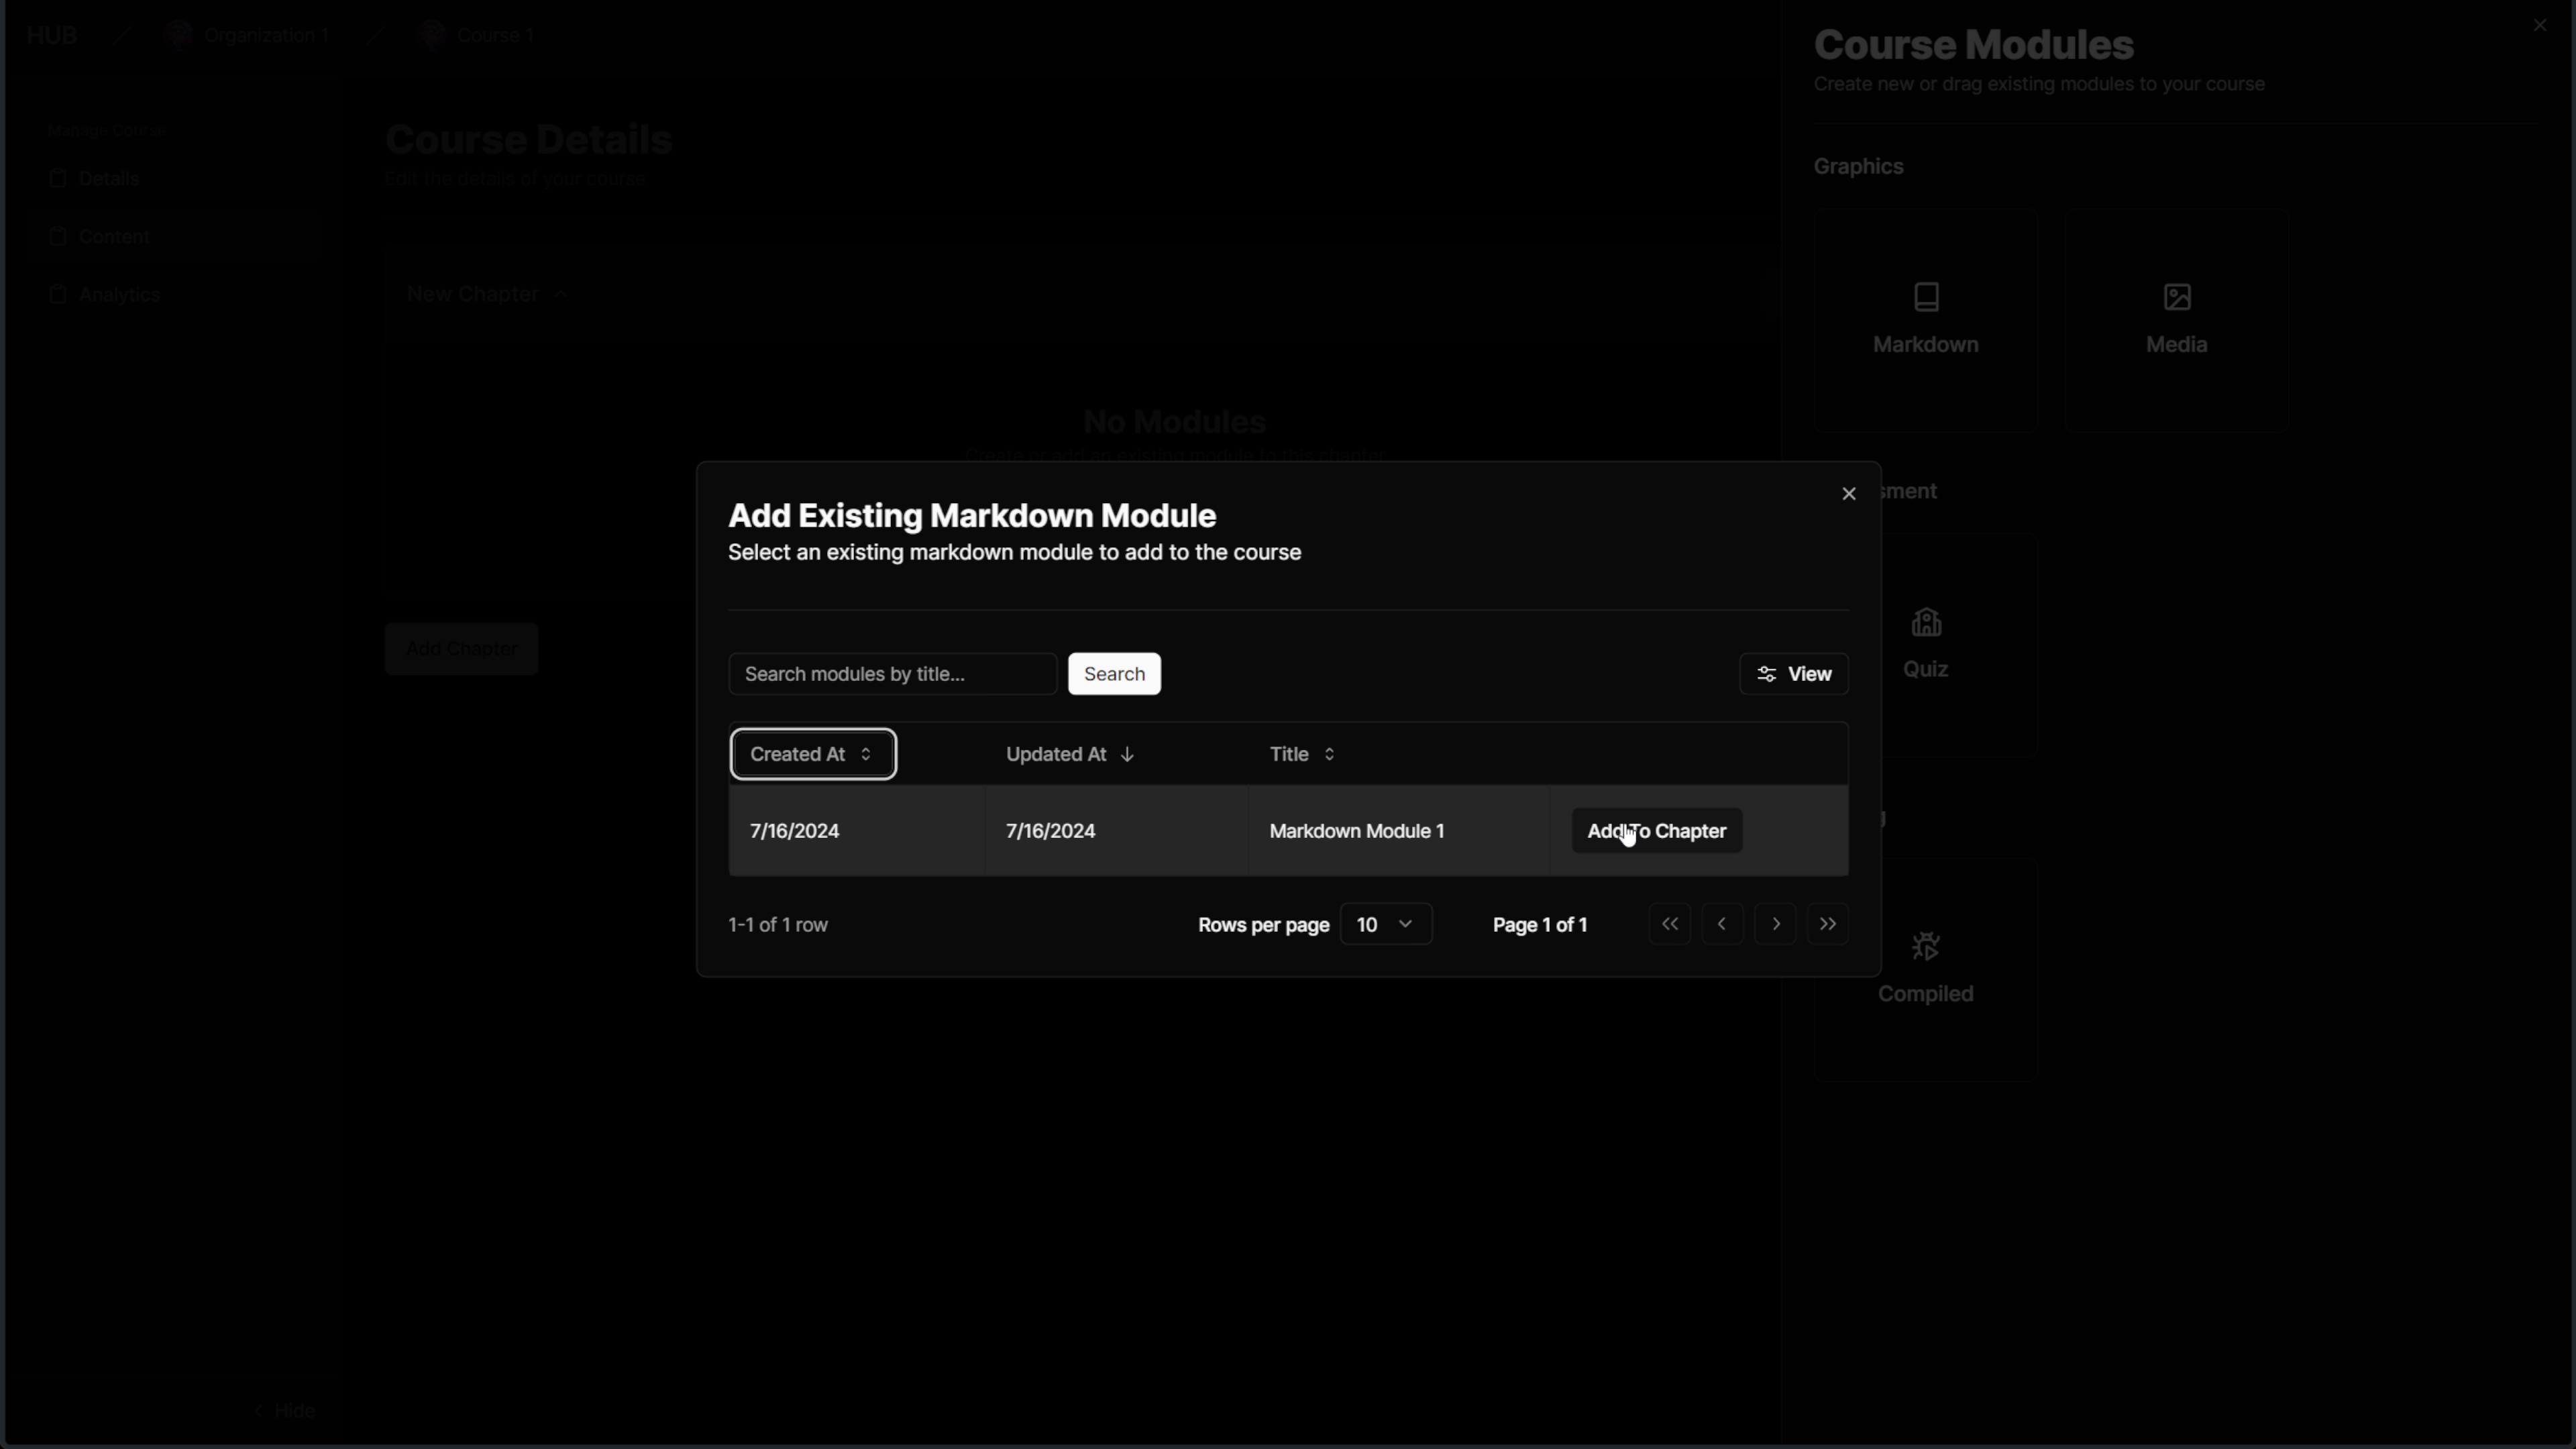 HUB / Organization 1 / Course 1
Manage Course
Details
Content
Analytics
Hide
Course Details
Edit the details of your course
New Chapter
No Modules
Create or add an existing module to this chapter
Add Chapter
Course Modules
Create new or drag existing modules to your course
Graphics
Markdown
Media
Quiz
Compiled
Add Existing Markdown Module
Select an existing markdown module to add to the course
Search modules by title...
Search
View
Created At Updated At Title
7/16/2024 7/16/2024 Markdown Module 1 Add To Chapter
1-1 of 1 row Rows per page 10 Page 1 of 1